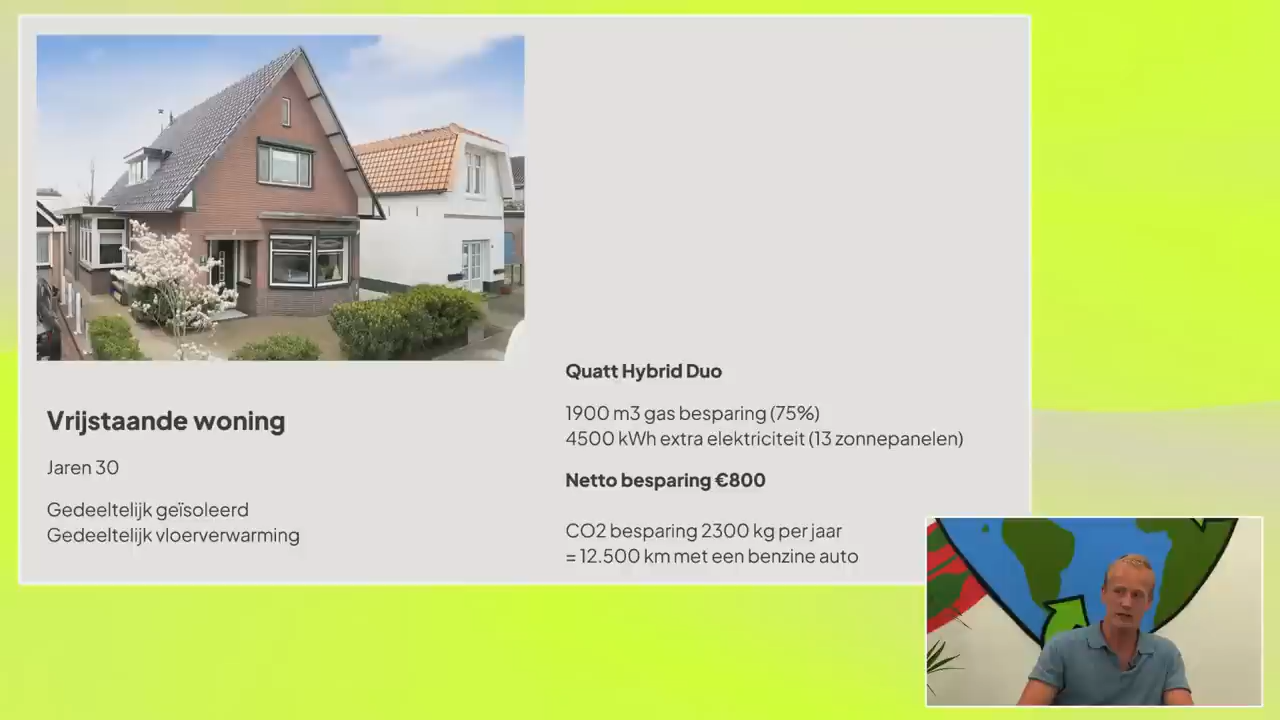 Vrijstaande woning
Jaren 30
Gedeeltelijk geïsoleerd
Gedeeltelijk vloerverwarming
Quatt Hybrid Duo
1900 m3 gas besparing (75%)
4500 kWh extra elektriciteit (13 zonnepanelen)
Netto besparing €800
CO2 besparing 2300 kg per jaar
= 12.500 km met een benzine auto